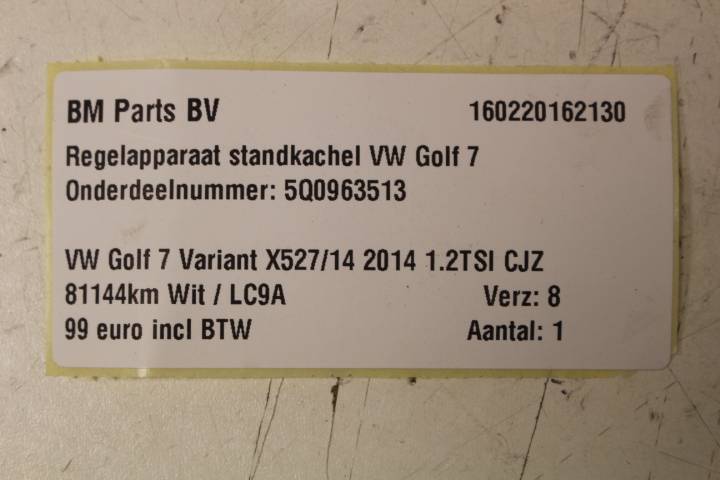 BM Parts BV 160220162130
Regelapparaat standkachel VW Golf 7
Onderdeelnummer: 5Q0963513
VW Golf 7 Variant X527/14 2014 1.2TSI CJZ
81144km Wit / LC9A Verz: 8
99 euro incl BTW Aantal: 1